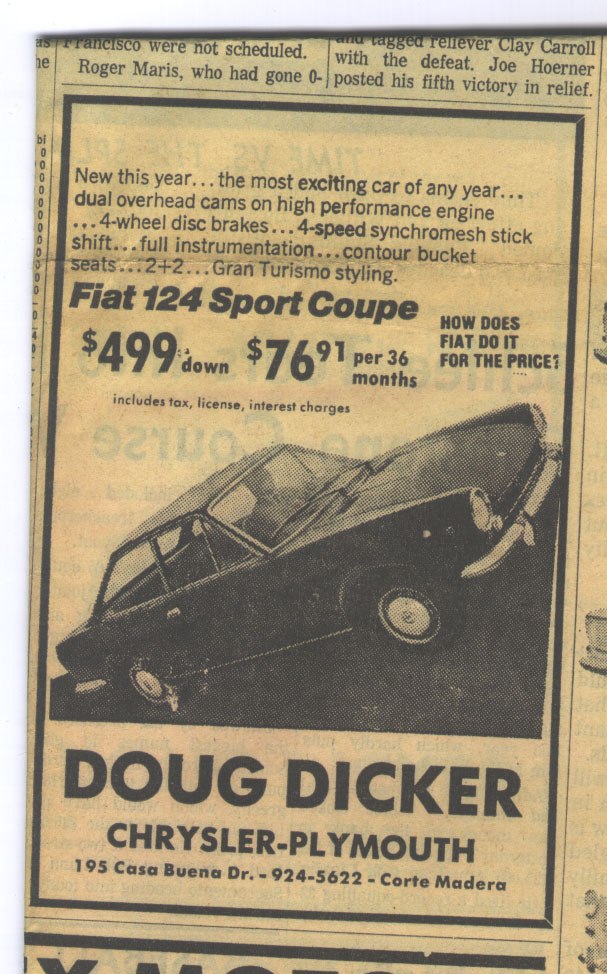 Francisco were not scheduled.
Roger Maris, who had gone 0-
and tagged reliever Clay Carroll
with the defeat. Joe Hoerner
posted his fifth victory in relief.
New this year...the most exciting car of any year...
dual overhead cams on high performance engine
...4-wheel disc brakes...4-speed synchromesh stick
shift...full instrumentation...contour bucket
seats...2+2...Gran Turismo styling.
Fiat 124 Sport Coupe
$499 down $76 91 per 36 months
HOW DOES
FIAT DO IT
FOR THE PRICE?
includes tax, license, interest charges
DOUG DICKER
CHRYSLER-PLYMOUTH
195 Casa Buena Dr. - 924-5622 - Corte Madera